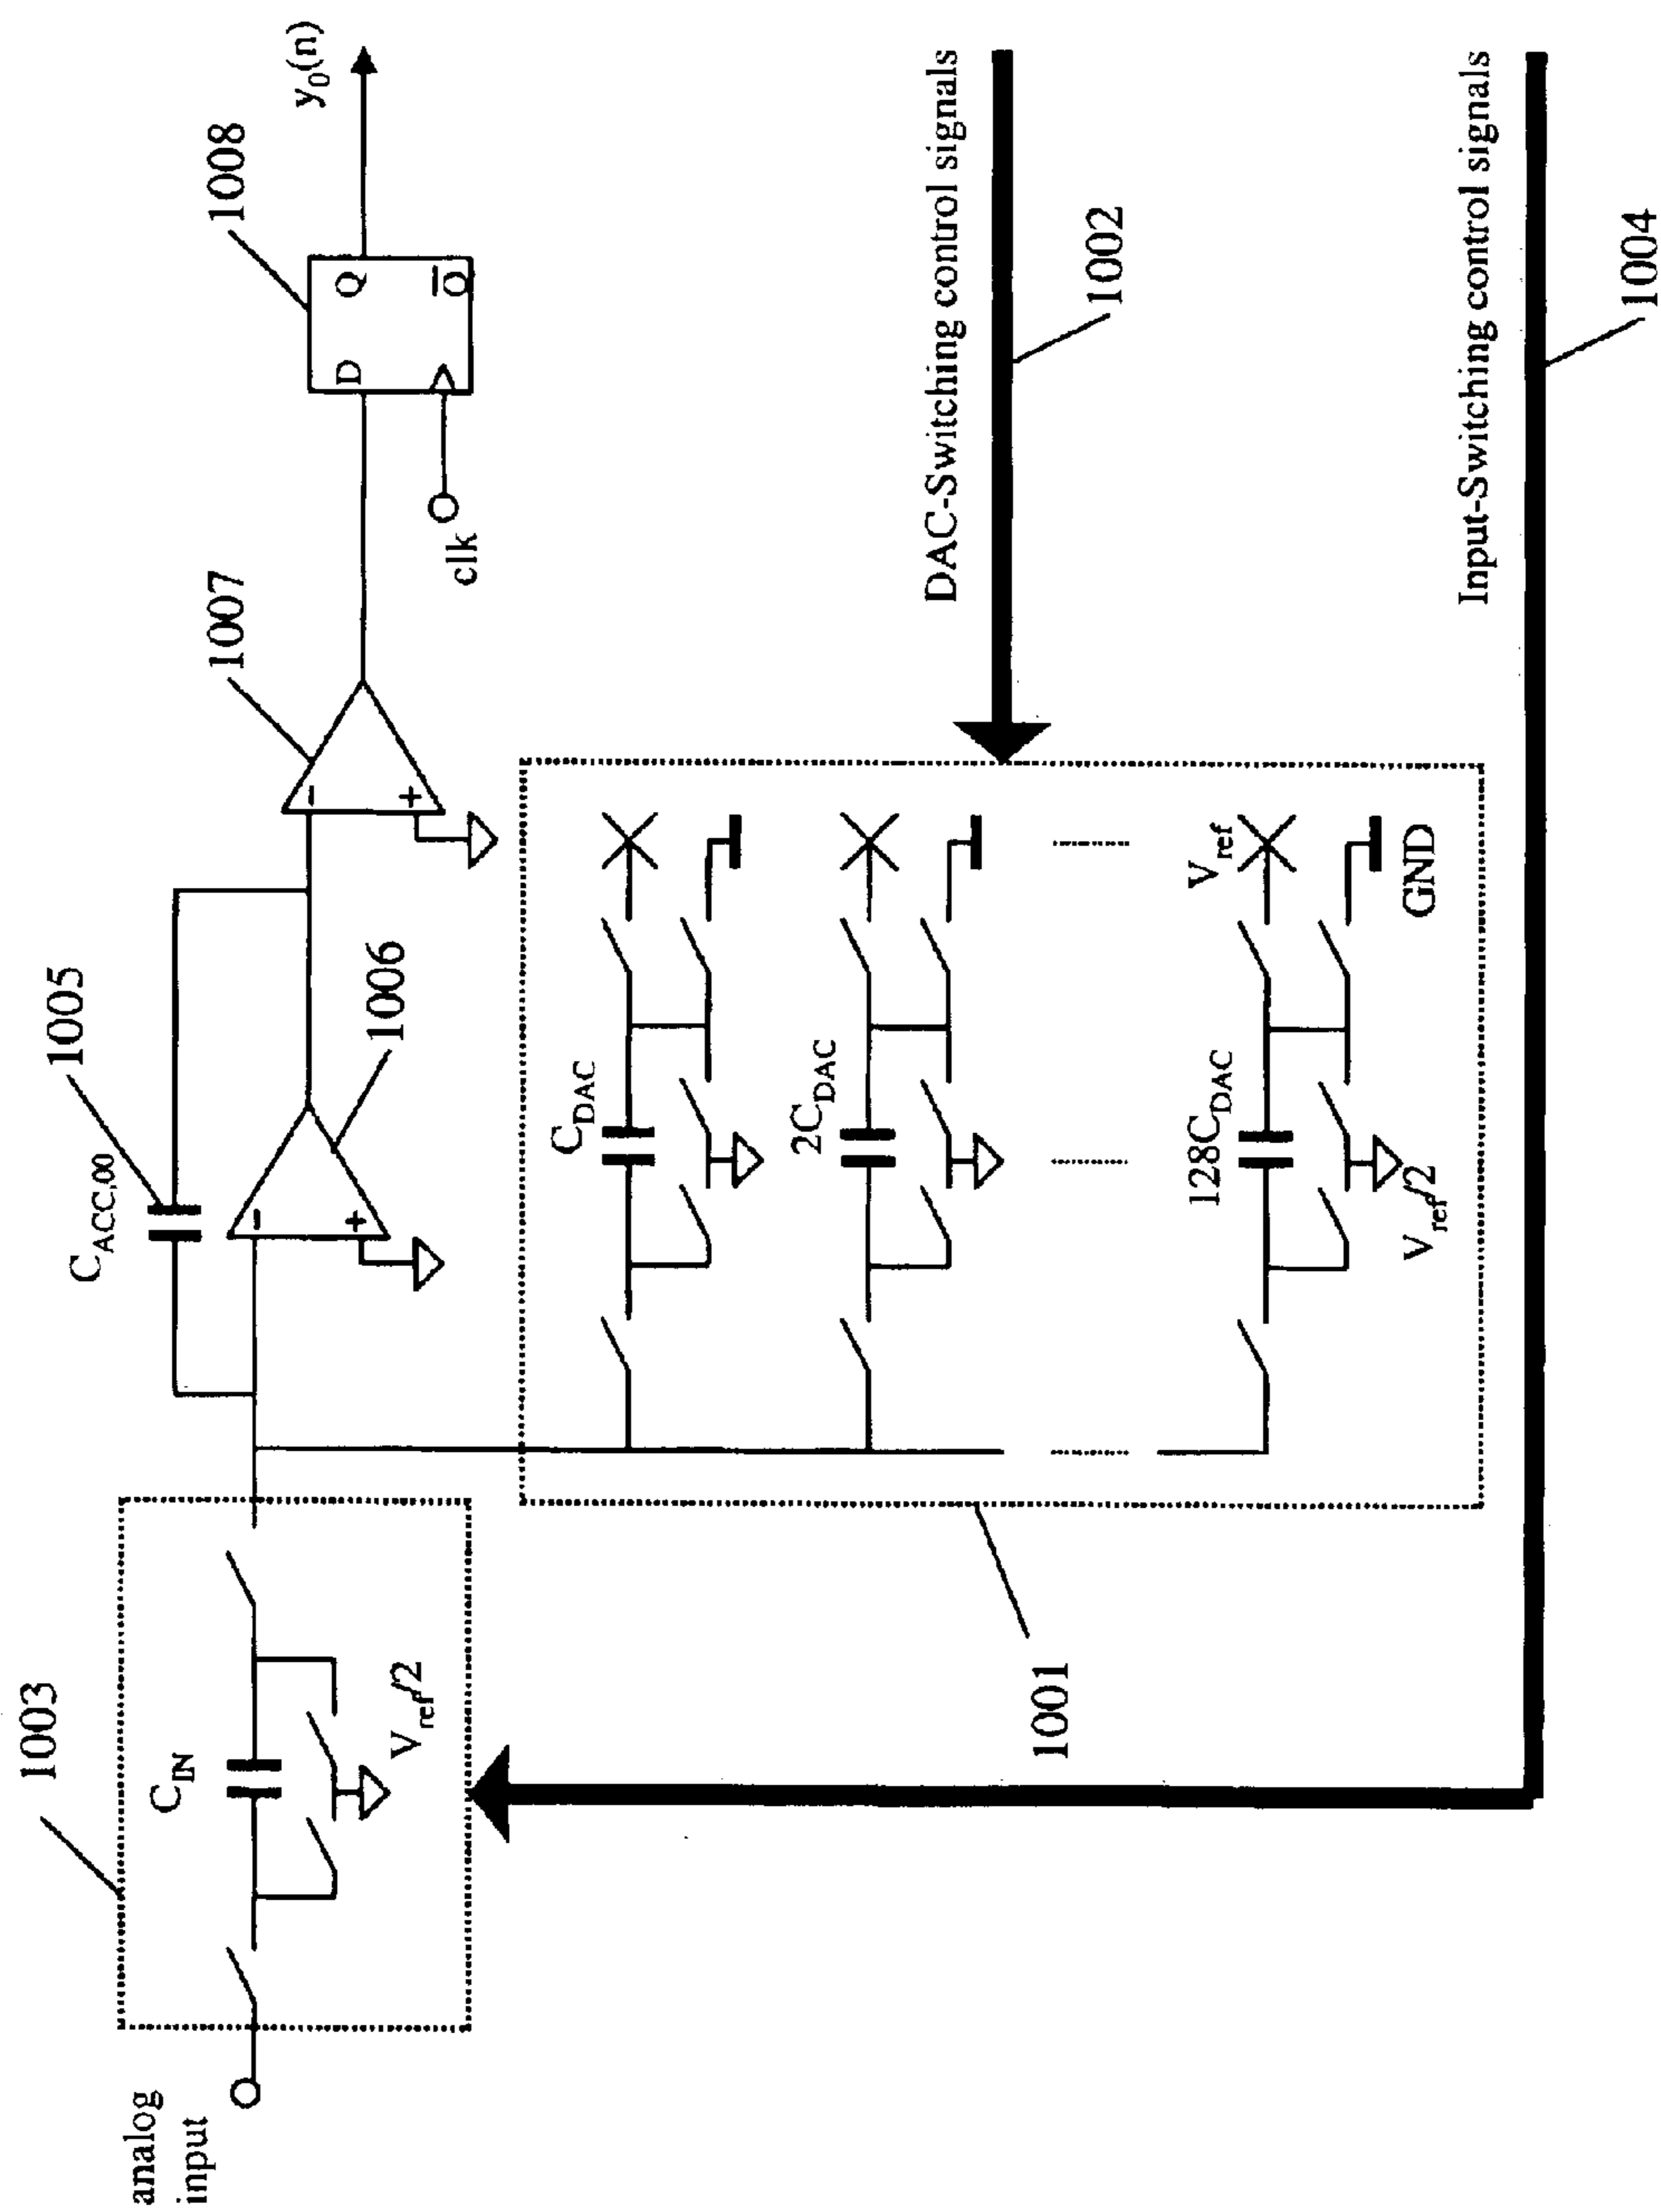 1003
analog
input
C_IN
V_ref/2
C_ACC,00
1005
-
+
1006
1007
-
+
1008
D
Q
Q̅
clk
y_0(n)
1001
C_DAC
2C_DAC
128C_DAC
V_ref/2
V_ref
GND
DAC-Switching control signals
1002
Input-Switching control signals
1004